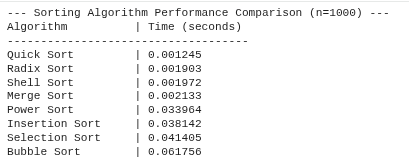 --- Sorting Algorithm Performance Comparison (n=1000) ---
Algorithm          | Time (seconds)
-------------------------------------
Quick Sort         | 0.001245
Radix Sort         | 0.001903
Shell Sort         | 0.001972
Merge Sort         | 0.002133
Power Sort         | 0.033964
Insertion Sort     | 0.038142
Selection Sort     | 0.041405
Bubble Sort        | 0.061756